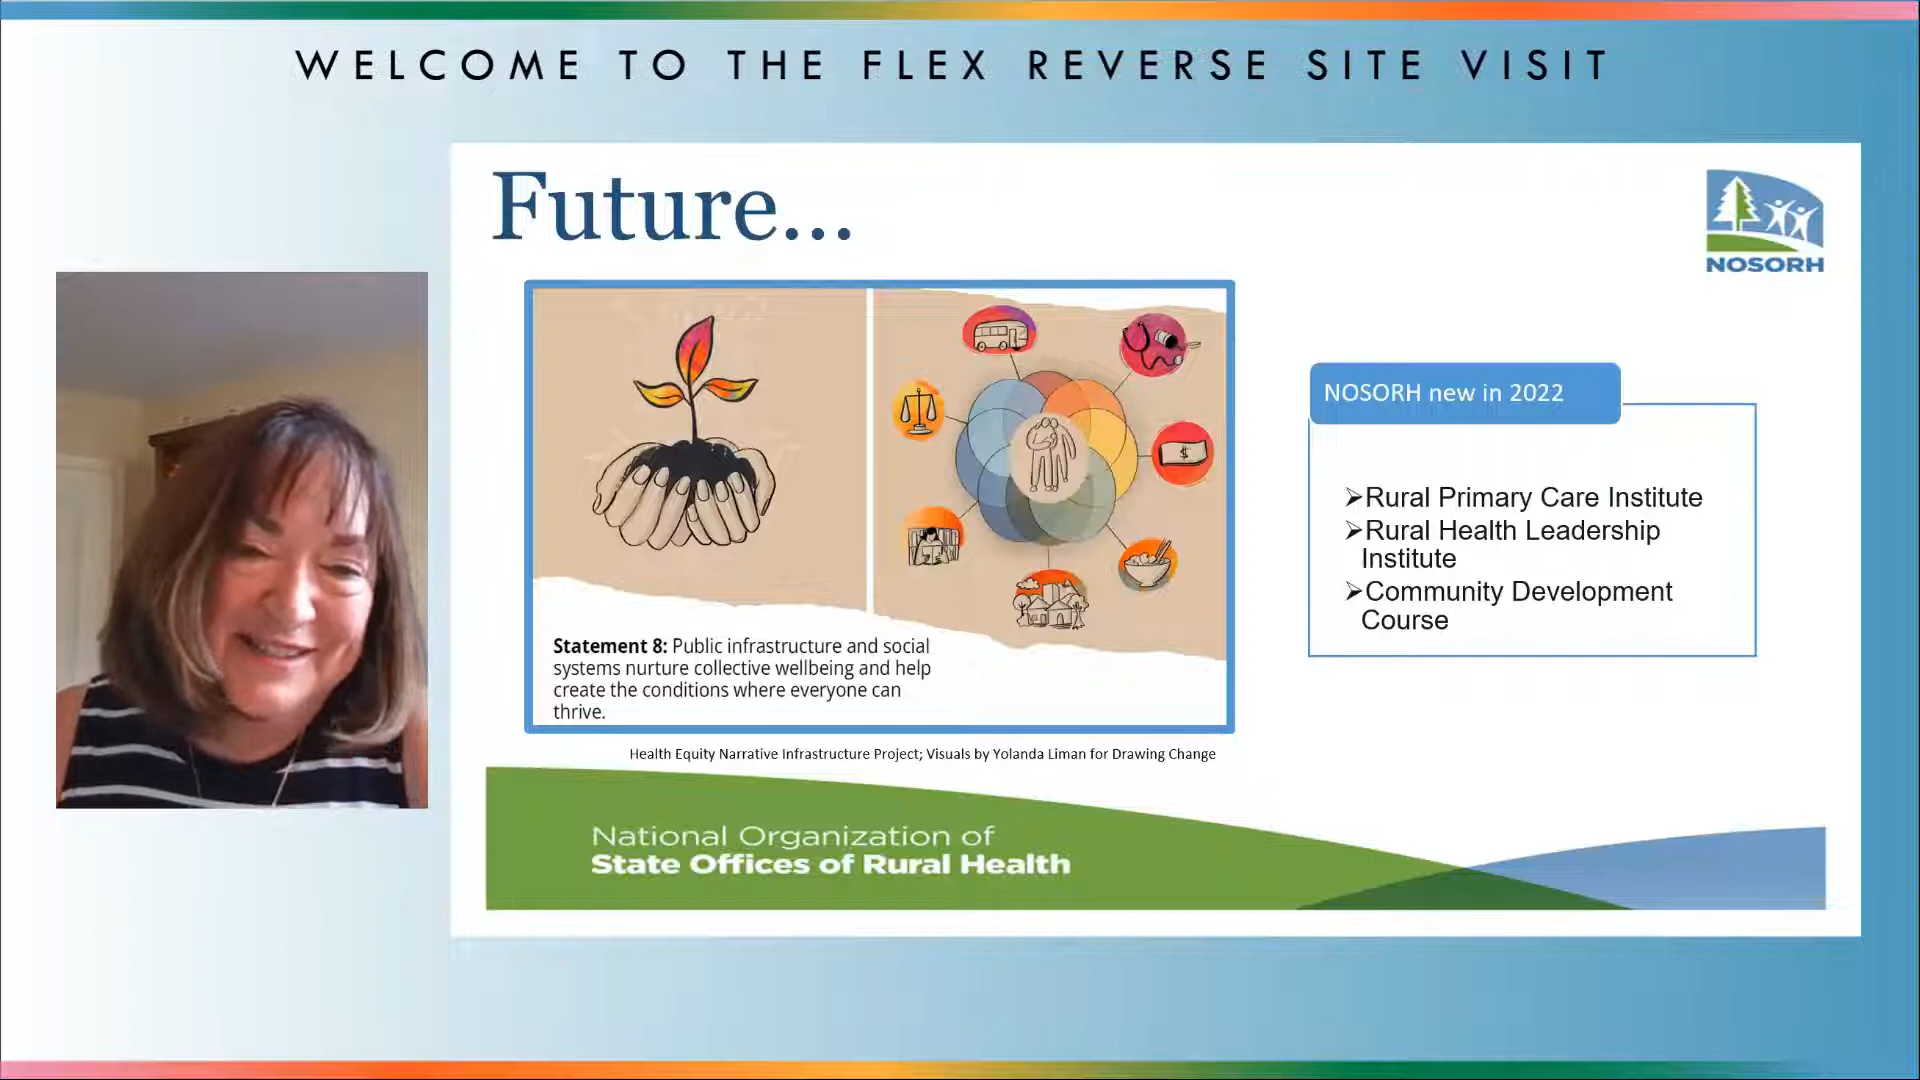 WELCOME TO THE FLEX REVERSE SITE VISIT
Future...
NOSORH
NOSORH new in 2022
➢Rural Primary Care Institute
➢Rural Health Leadership
Institute
➢Community Development
Course
$
Statement 8: Public infrastructure and social
systems nurture collective wellbeing and help
create the conditions where everyone can
thrive.
Health Equity Narrative Infrastructure Project; Visuals by Yolanda Liman for Drawing Change
National Organization of
State Offices of Rural Health